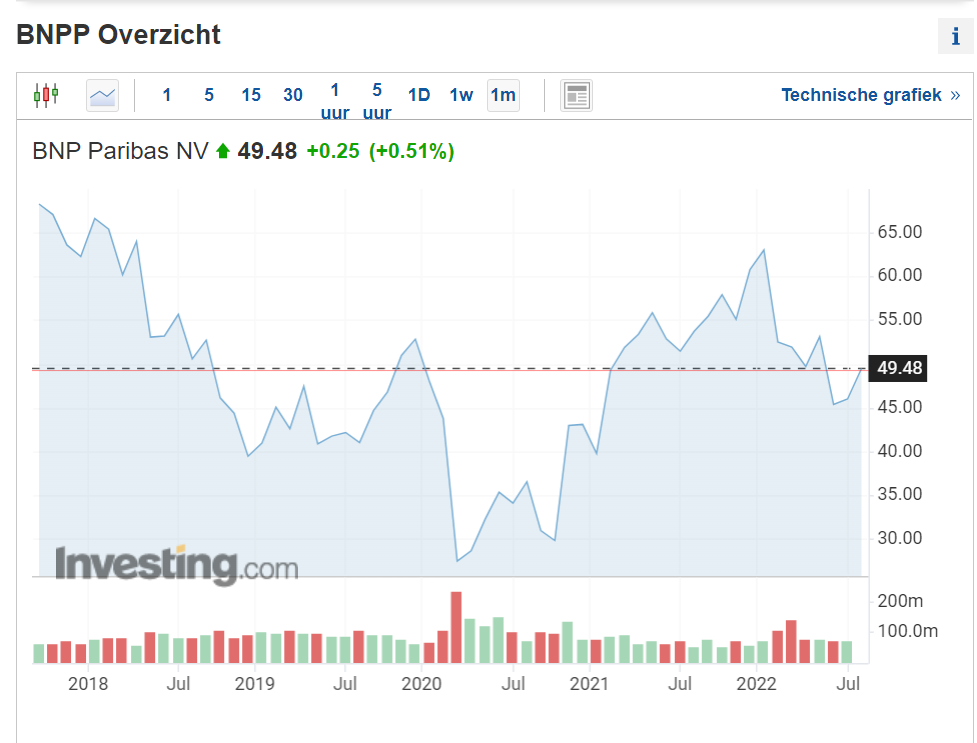 BNPP Overzicht
i
1 5 15 30 1 uur 5 uur 1D 1w 1m
Technische grafiek »
BNP Paribas NV 49.48 +0.25 (+0.51%)
65.00
60.00
55.00
49.48
45.00
40.00
35.00
30.00
Investing.com
200m
100.0m
2018 Jul 2019 Jul 2020 Jul 2021 Jul 2022 Jul